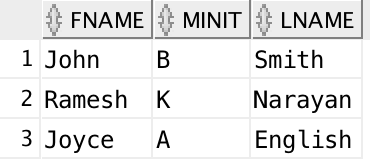 FNAME MINIT LNAME
1 John B Smith
2 Ramesh K Narayan
3 Joyce A English